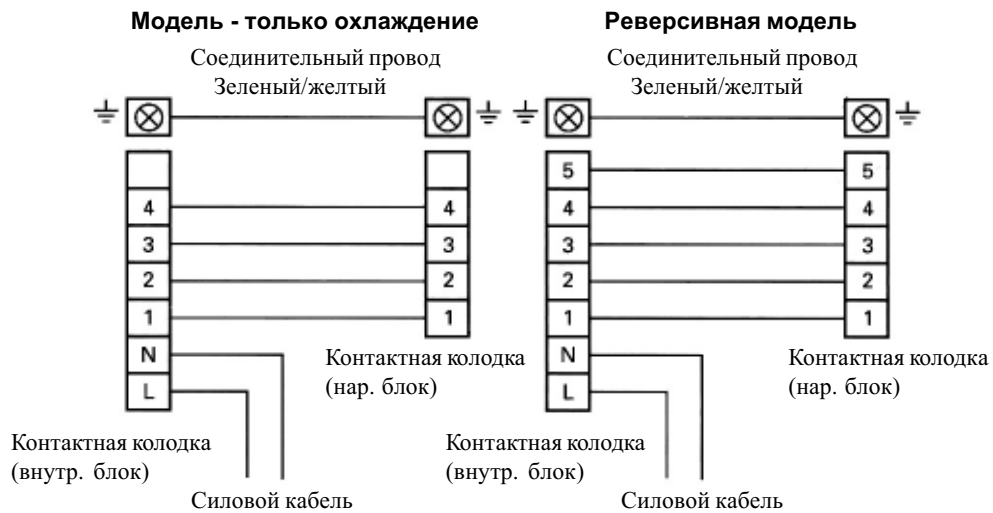 Модель - только охлаждение
Соединительный провод
Зеленый/желтый
4 4
3 3
2 2
1 1
N
L
Контактная колодка
(нар. блок)
Контактная колодка
(внутр. блок)
Силовой кабель
Реверсивная модель
Соединительный провод
Зеленый/желтый
5 5
4 4
3 3
2 2
1 1
N
L
Контактная колодка
(нар. блок)
Контактная колодка
(внутр. блок)
Силовой кабель